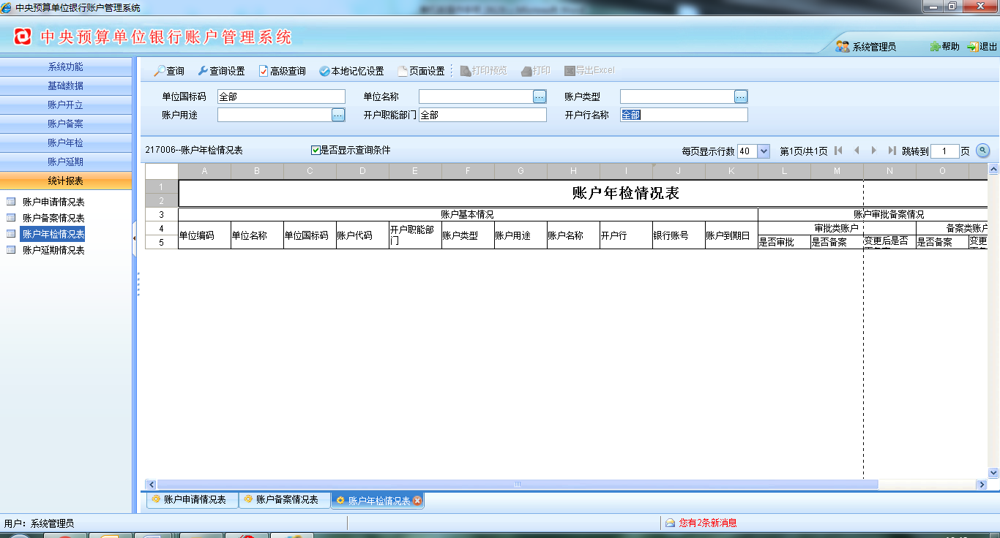 中央预算单位银行账户管理系统
中央预算单位银行账户管理系统
系统管理员 帮助 退出
系统功能
基础数据
账户开立
账户备案
账户年检
账户延期
统计报表
账户申请情况表
账户备案情况表
账户年检情况表
账户延期情况表
查询 查询设置 高级查询 本地记忆设置 页面设置 打印预览 打印 导出Excel
单位国标码 全部 单位名称 账户类型
账户用途 开户职能部门 全部 开户行名称 全部
217006--账户年检情况表 是否显示查询条件 每页显示行数 40 第1页/共1页 跳转到 1 页
A B C D E F G H I J K L M N O
1
2
账户年检情况表
3 账户基本情况 账户审批备案情况
4
5
单位编码 单位名称 单位国标码 账户代码 开户职能部门 账户类型 账户用途 账户名称 开户行 银行账号 账户到期日
审批类账户 备案类账户
是否审批 是否备案 变更后是否 是否备案 变更
账户申请情况表 账户备案情况表 账户年检情况表
用户：系统管理员 您有2条新消息